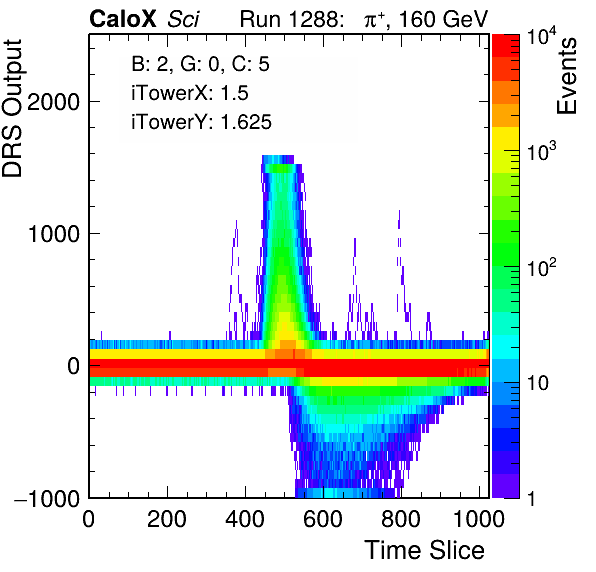 CaloX Sci Run 1288: π⁺, 160 GeV
B: 2, G: 0, C: 5
iTowerX: 1.5
iTowerY: 1.625
DRS Output
2000
1000
0
−1000
0 200 400 600 800 1000
Time Slice
Events
10⁴
10³
10²
10
1